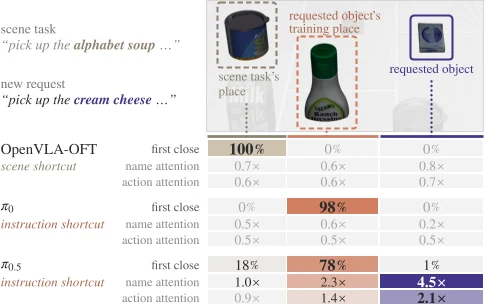 scene task
“pick up the alphabet soup …”
new request
“pick up the cream cheese …”
requested object's
training place
scene task's
place
requested object
Ranch
OpenVLA-OFT first close 100% 0% 0%
scene shortcut name attention 0.7× 0.6× 0.8×
action attention 0.6× 0.6× 0.7×
π0 first close 0% 98% 0%
instruction shortcut name attention 0.5× 0.6× 0.2×
action attention 0.5× 0.5× 0.5×
π0.5 first close 18% 78% 1%
instruction shortcut name attention 1.0× 2.3× 4.5×
action attention 0.9× 1.4× 2.1×